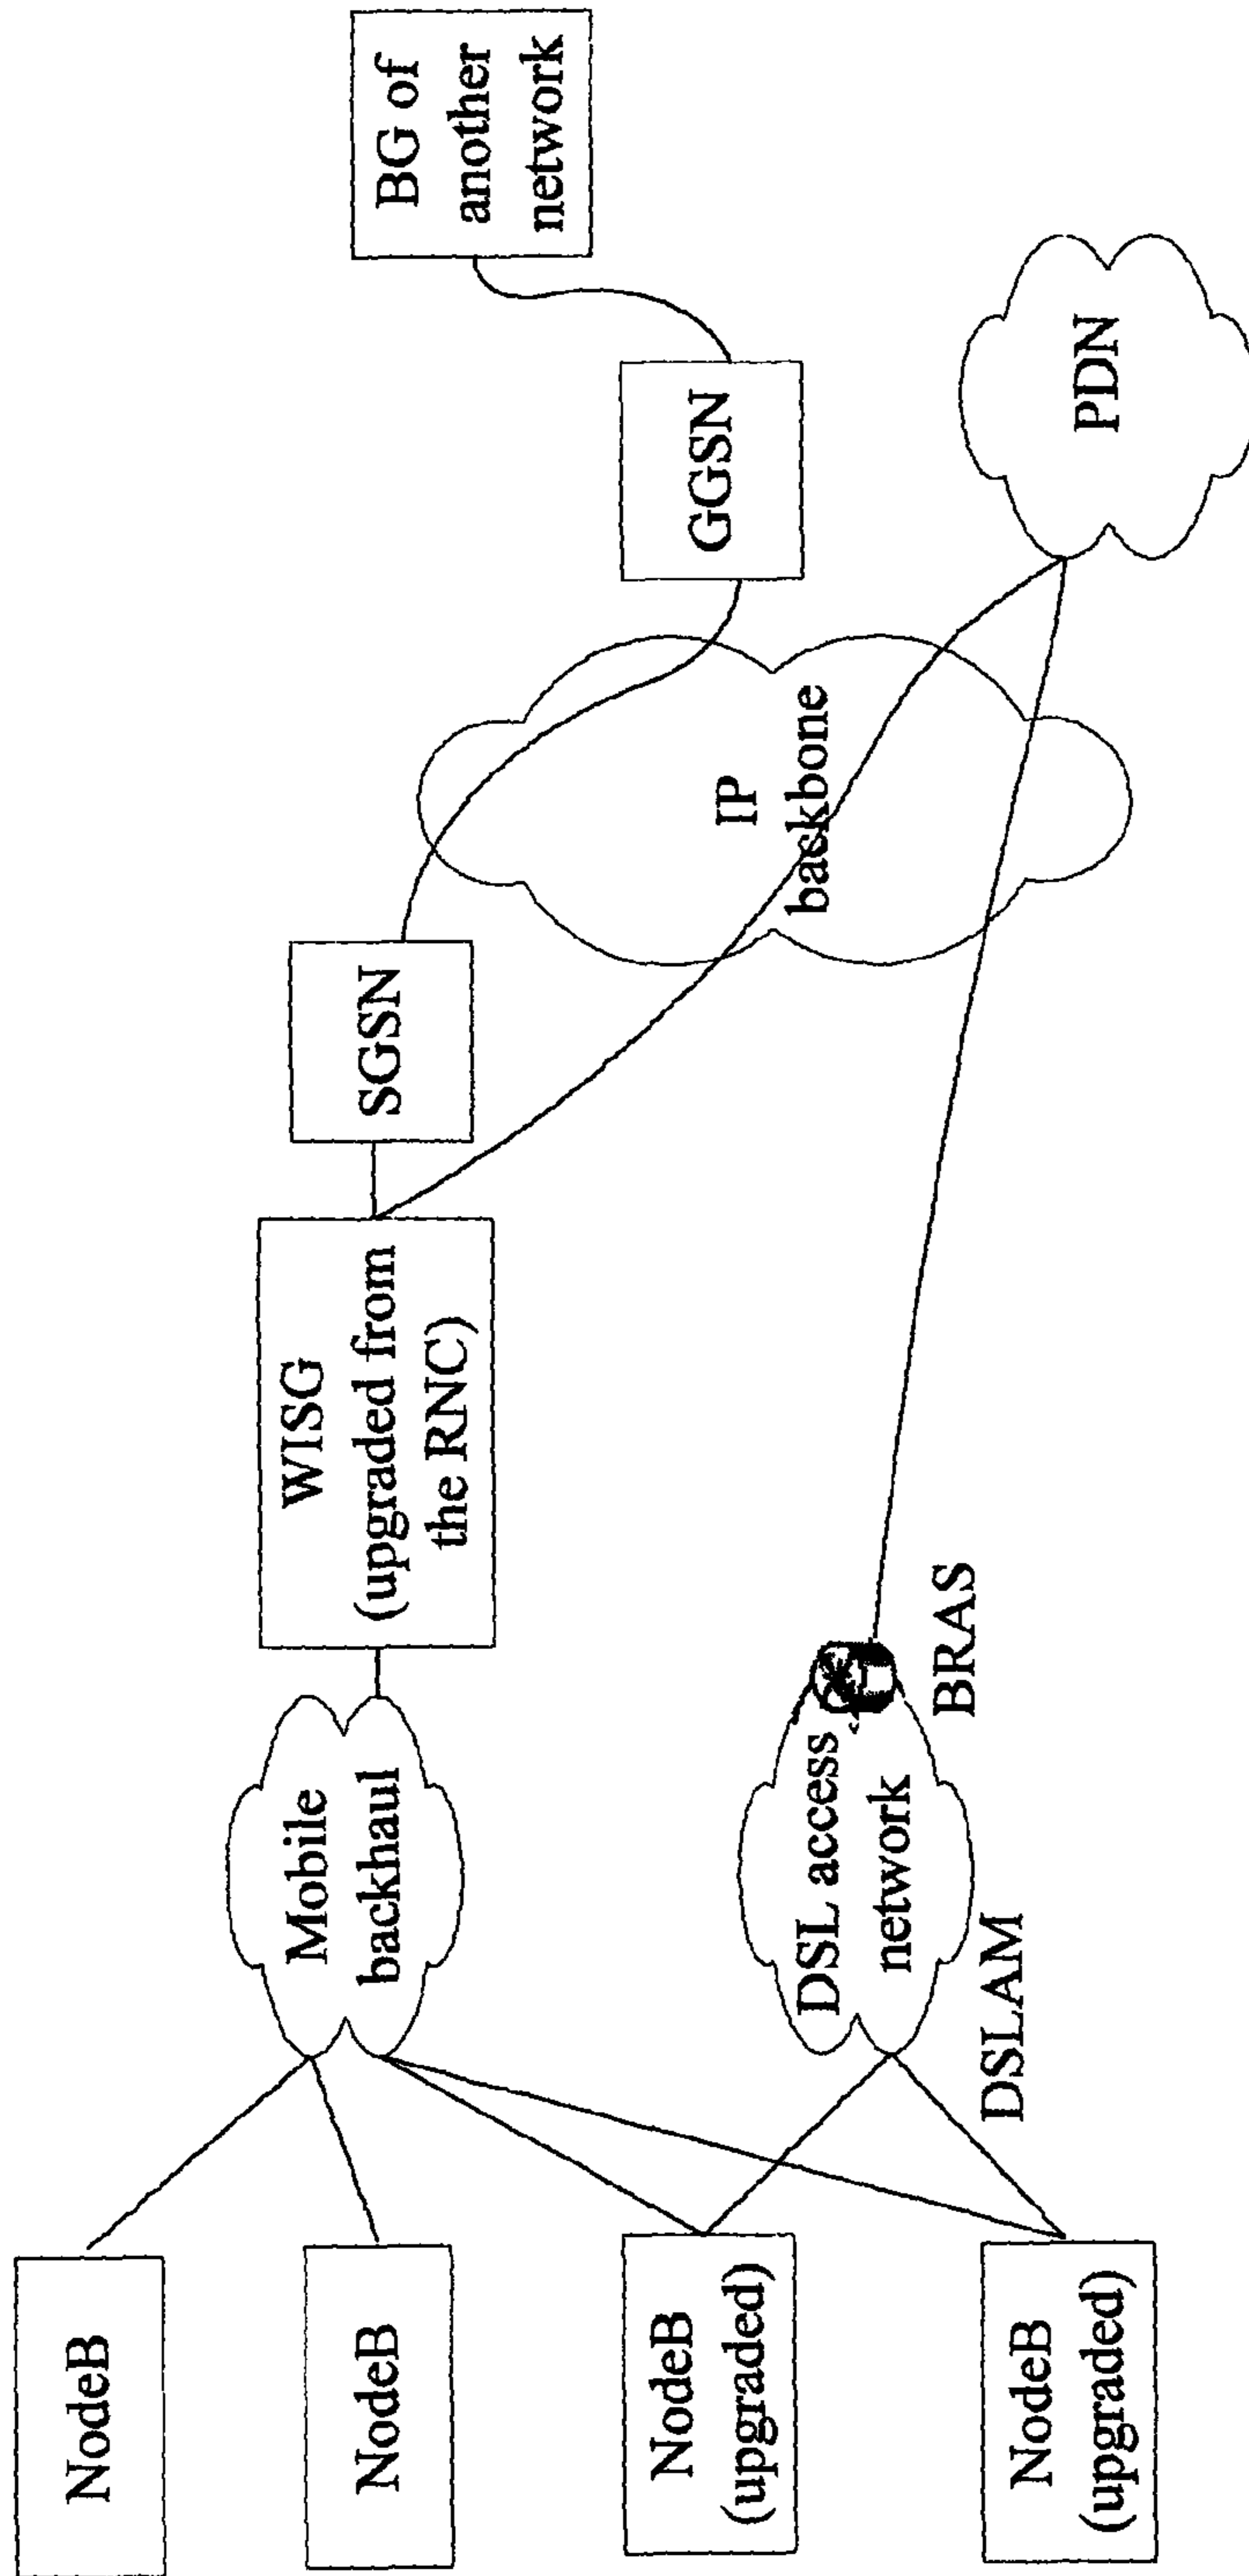 NodeB
NodeB
NodeB
(upgraded)
NodeB
(upgraded)
Mobile
backhaul
DSL access
network
DSLAM
BRAS
WISG
(upgraded from
the RNC)
SGSN
IP
backbone
GGSN
BG of
another
network
PDN